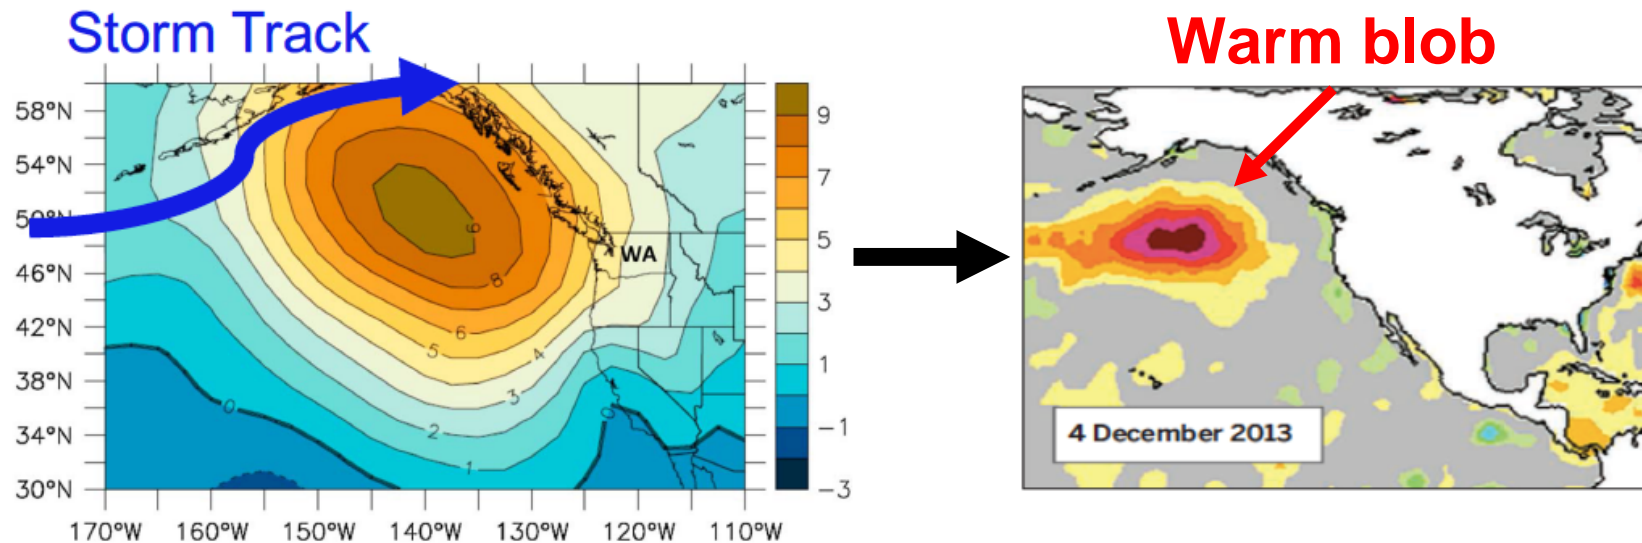 Storm Track
Warm blob
58°N
54°N
50°N
46°N
42°N
38°N
34°N
30°N
170°W 160°W 150°W 140°W 130°W 120°W 110°W
WA
9
8
6
5
4
3
2
1
0
0
9
7
5
3
1
−1
−3
4 December 2013